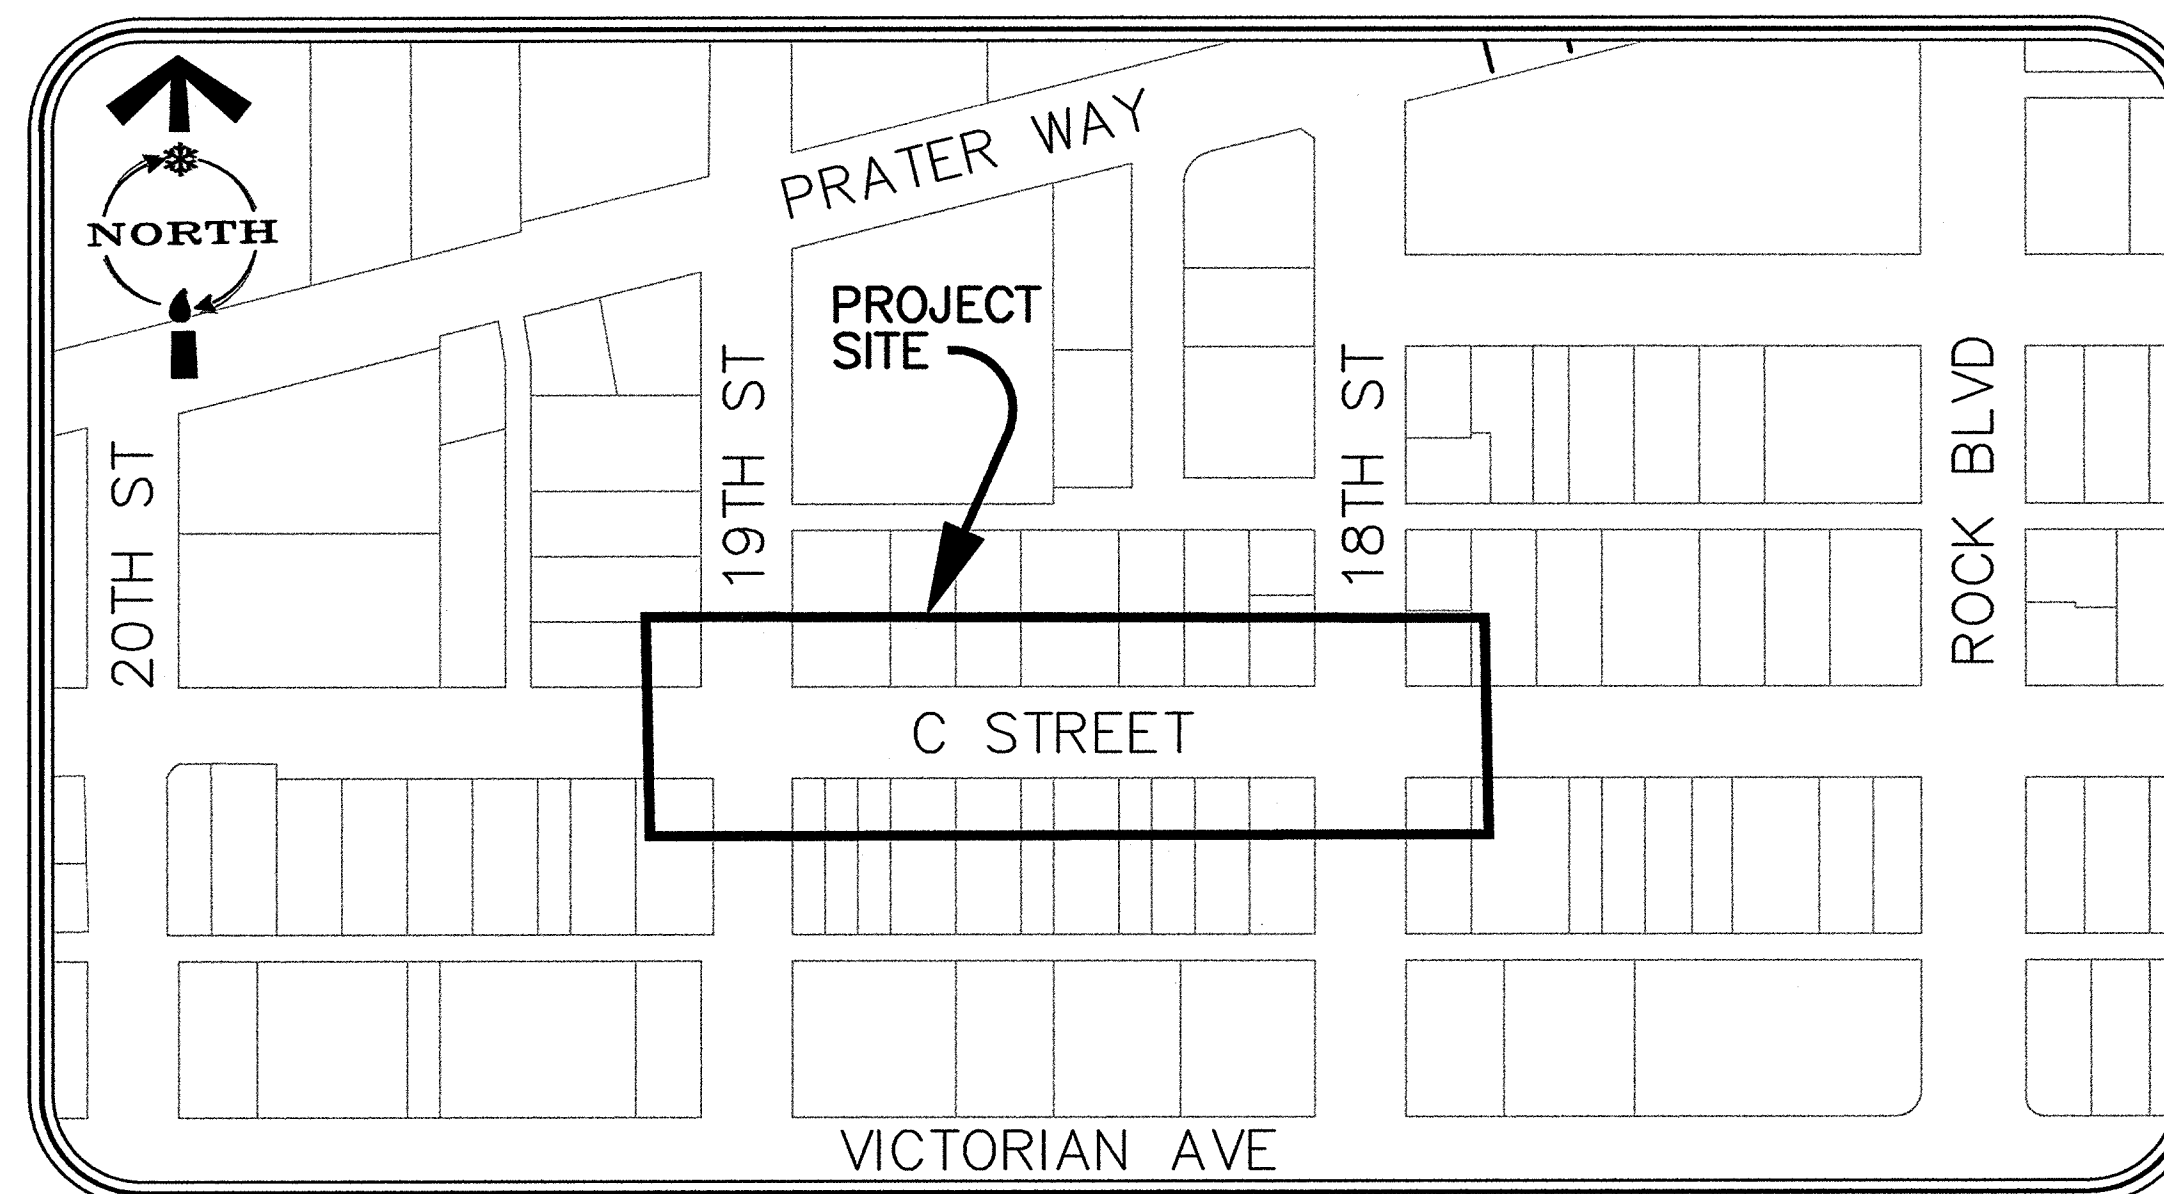 PRATER WAY
NORTH
PROJECT
SITE
20TH ST
19TH ST
18TH ST
ROCK BLVD
C STREET
VICTORIAN AVE